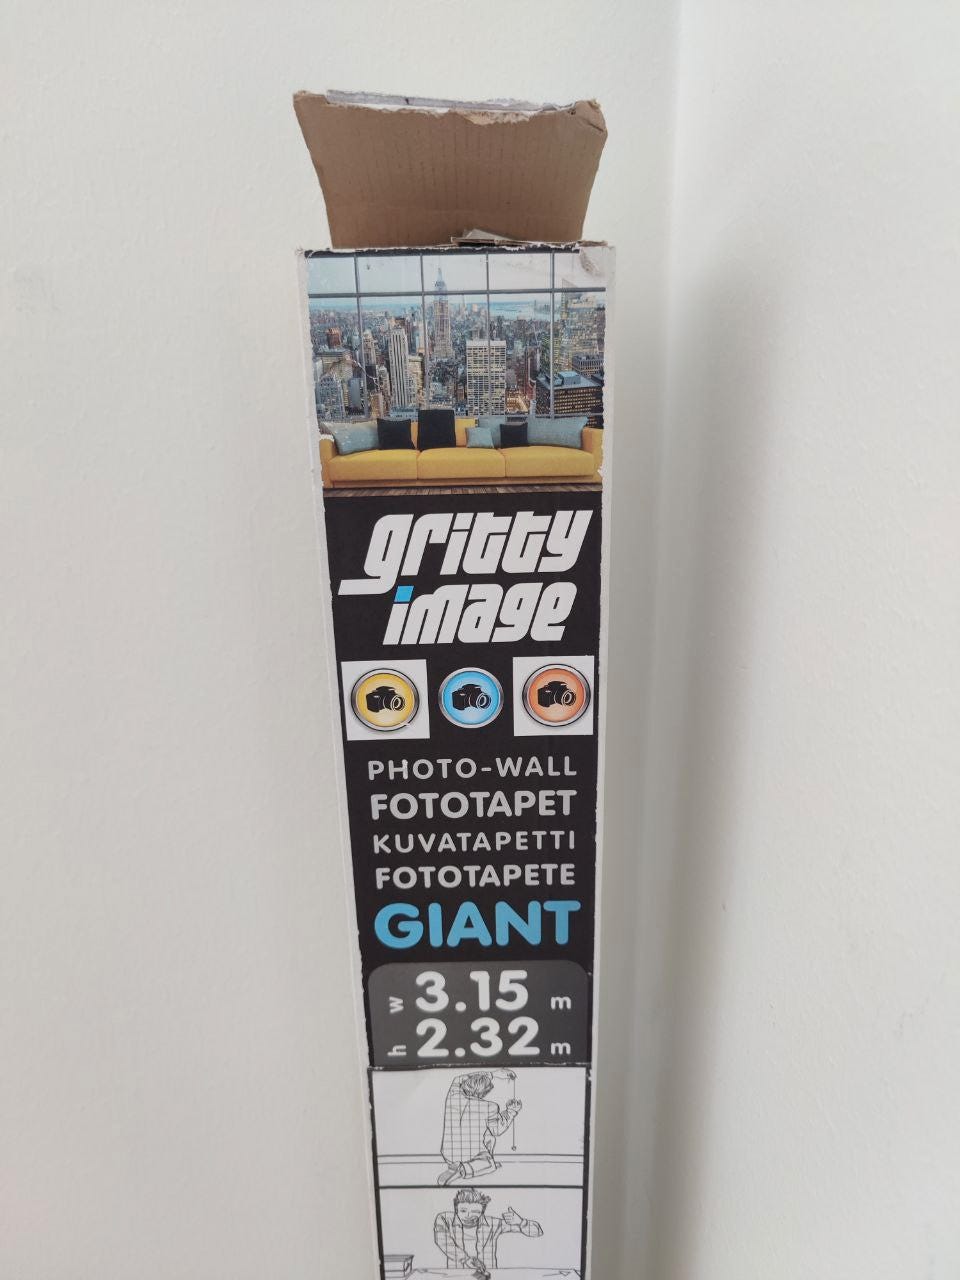 gritty
image
PHOTO-WALL
FOTOTAPET
KUVATAPETTI
FOTOTAPETE
GIANT
w 3.15 m
h 2.32 m